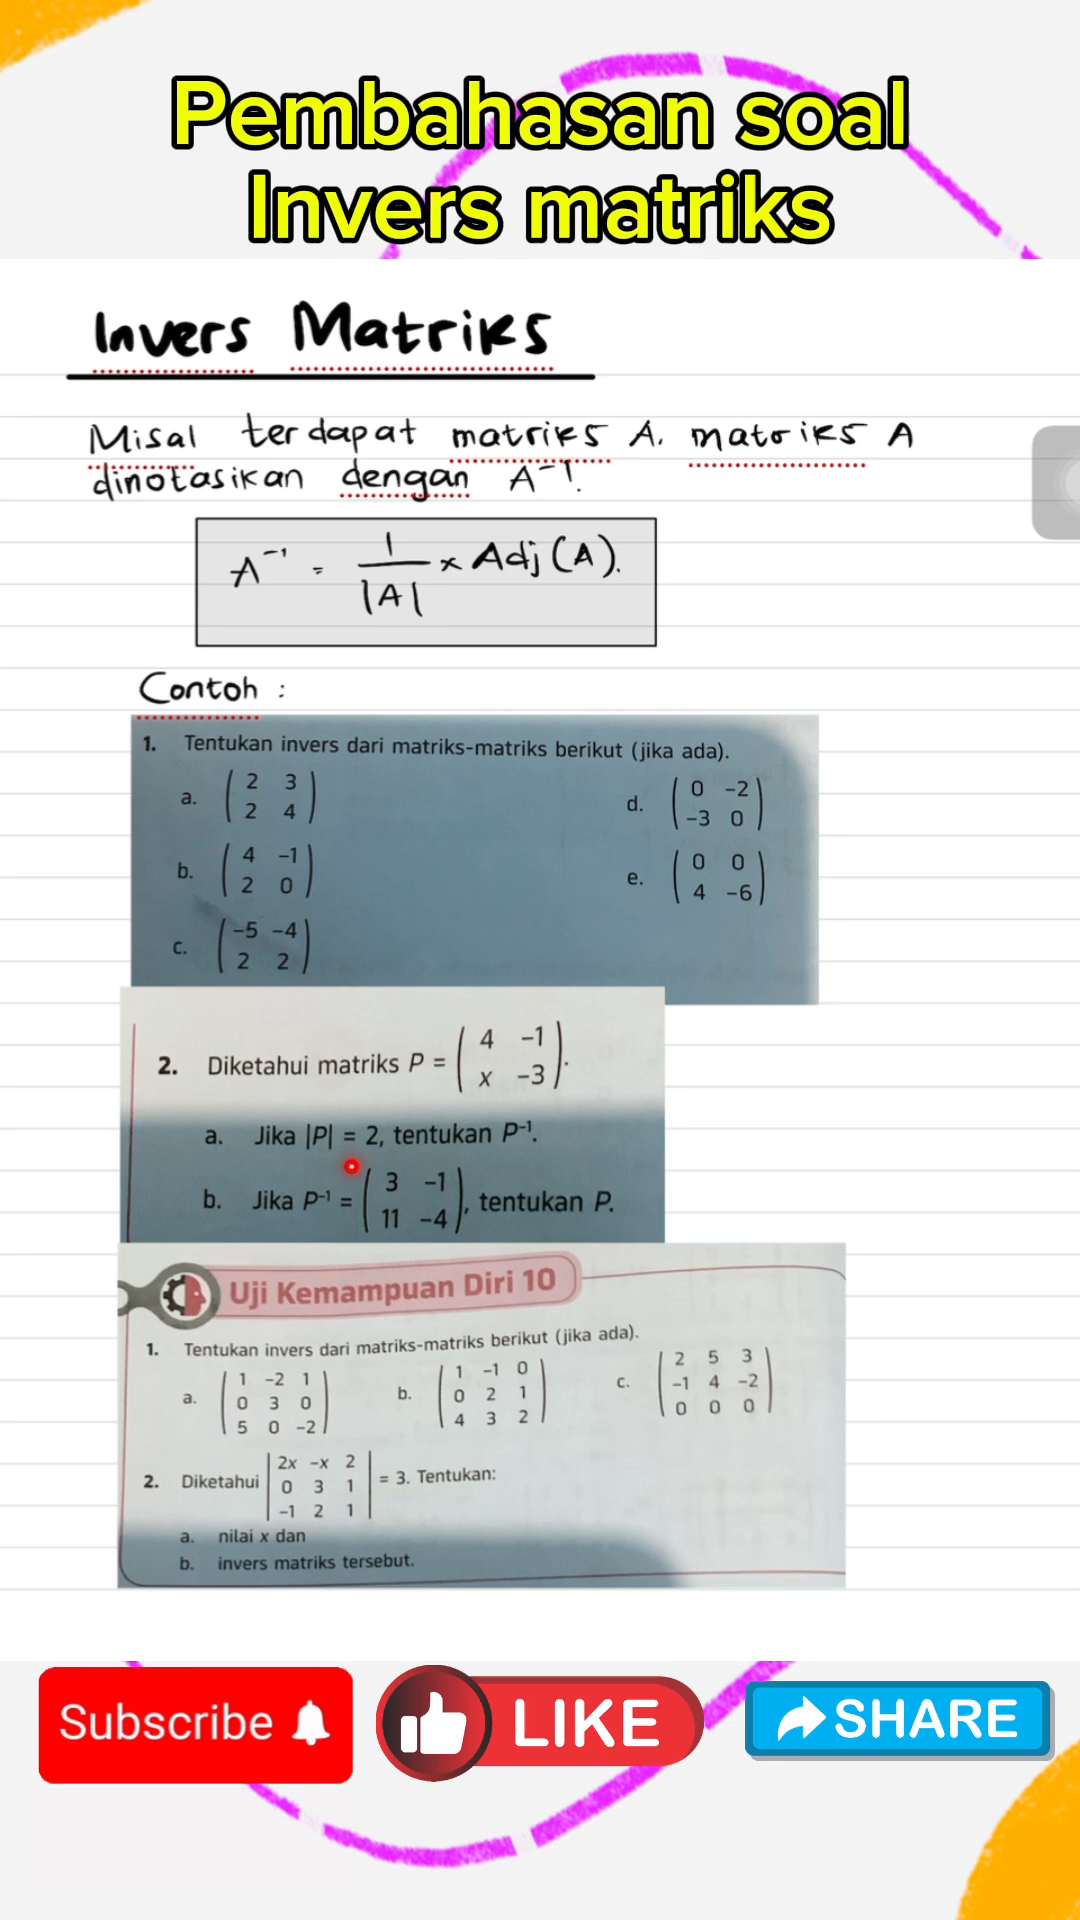 Pembahasan soal
Invers matriks
Invers Matriks
Misal terdapat matriks A. matriks A
dinotasikan dengan A⁻¹.
A⁻¹ = 1/|A| × Adj (A).
Contoh :
1. Tentukan invers dari matriks-matriks berikut (jika ada).
a. ( 2 3 ) d. ( 0 -2 )
( 2 4 ) ( -3 0 )
b. ( 4 -1 ) e. ( 0 0 )
( 2 0 ) ( 4 -6 )
c. ( -5 -4 )
( 2 2 )
2. Diketahui matriks P = ( 4 -1 ).
( x -3 )
a. Jika |P| = 2, tentukan P⁻¹.
b. Jika P⁻¹ = ( 3 -1 ), tentukan P.
( 11 -4 )
Uji Kemampuan Diri 10
1. Tentukan invers dari matriks-matriks berikut (jika ada).
a. ( 1 -2 1 ) b. ( 1 -1 0 ) c. ( 2 5 3 )
( 0 3 0 ) ( 0 2 1 ) ( -1 4 -2 )
( 5 0 -2 ) ( 4 3 2 ) ( 0 0 0 )
2. Diketahui | 2x -x 2 | = 3. Tentukan:
| 0 3 1 |
| -1 2 1 |
a. nilai x dan
b. invers matriks tersebut.
Subscribe LIKE SHARE